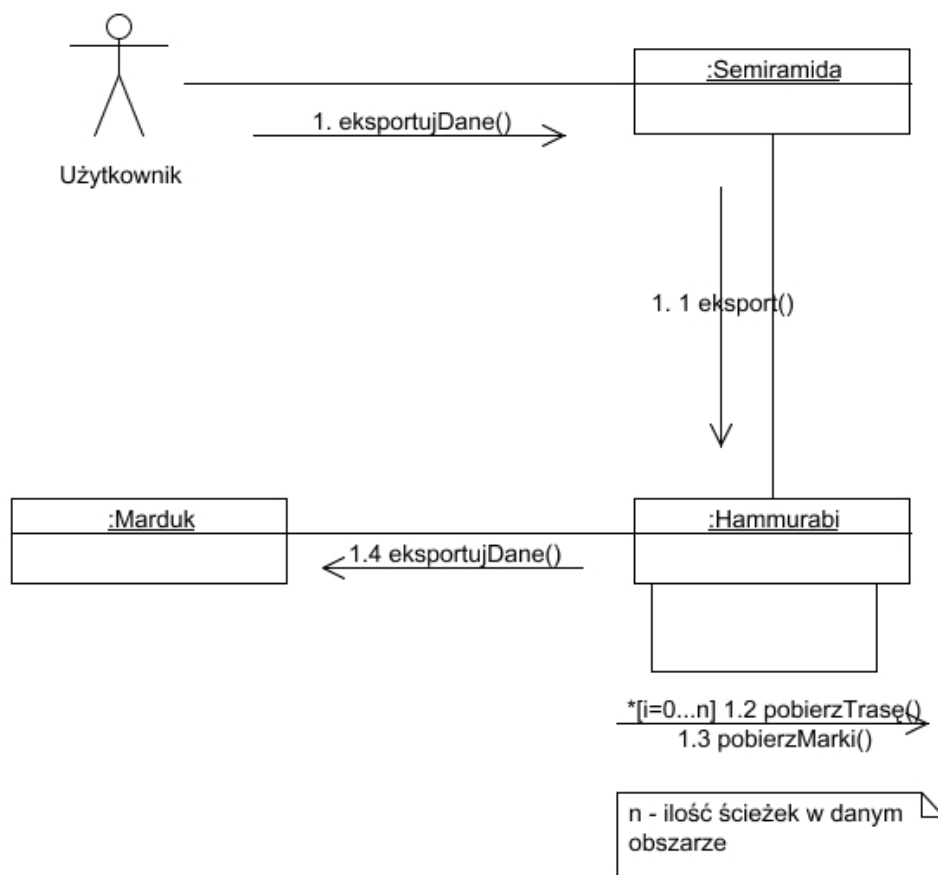 :Semiramida
1. eksportujDane()
Użytkownik
1. 1 eksport()
:Marduk
:Hammurabi
1.4 eksportujDane()
*[i=0...n] 1.2 pobierzTrasę()
1.3 pobierzMarki()
n - ilość ścieżek w danym
obszarze